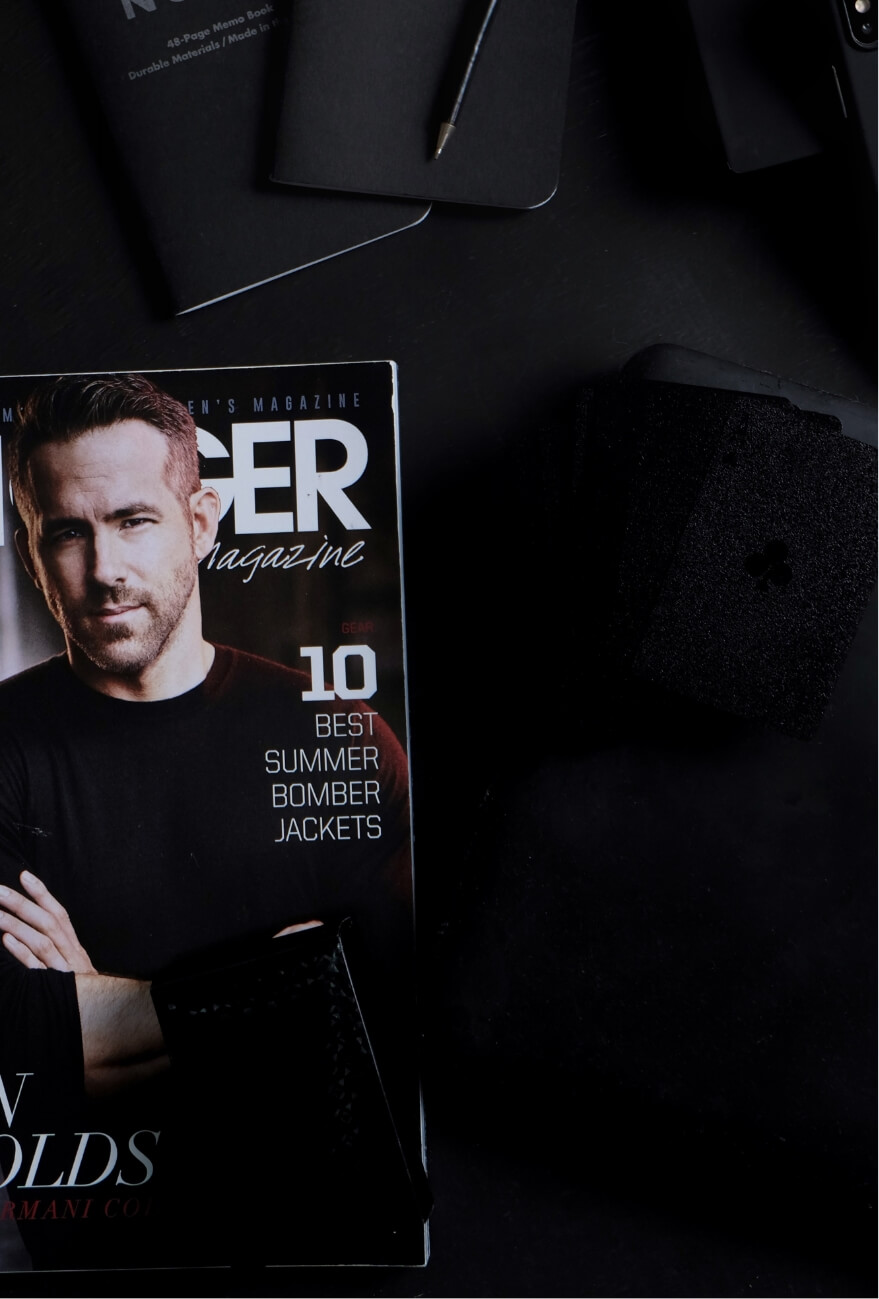 48-Page Memo Book
Durable Materials / Made in the
EN'S MAGAZINE
GER
Magazine
GEAR
10
BEST
SUMMER
BOMBER
JACKETS
OLDS
RMANI CO